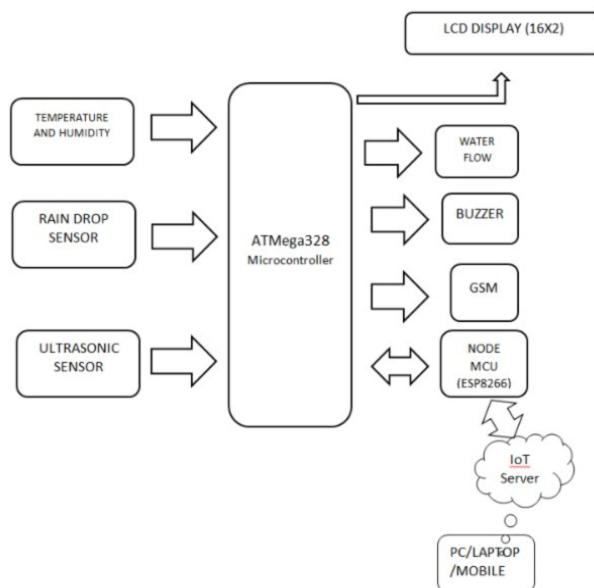 LCD DISPLAY (16X2)
TEMPERATURE
AND HUMIDITY
WATER
FLOW
RAIN DROP
SENSOR
BUZZER
ATMega328
Microcontroller
GSM
ULTRASONIC
SENSOR
NODE
MCU
(ESP8266)
IoT
Server
PC/LAPTOP
/MOBILE